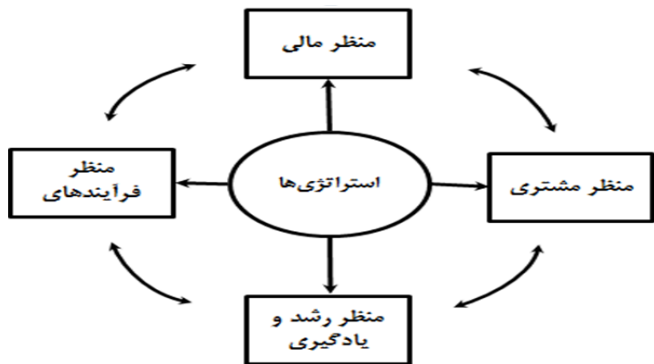 منظر مالی
منظر
فرآیندهای
استراتژی‌ها
منظر مشتری
منظر رشد و
یادگیری